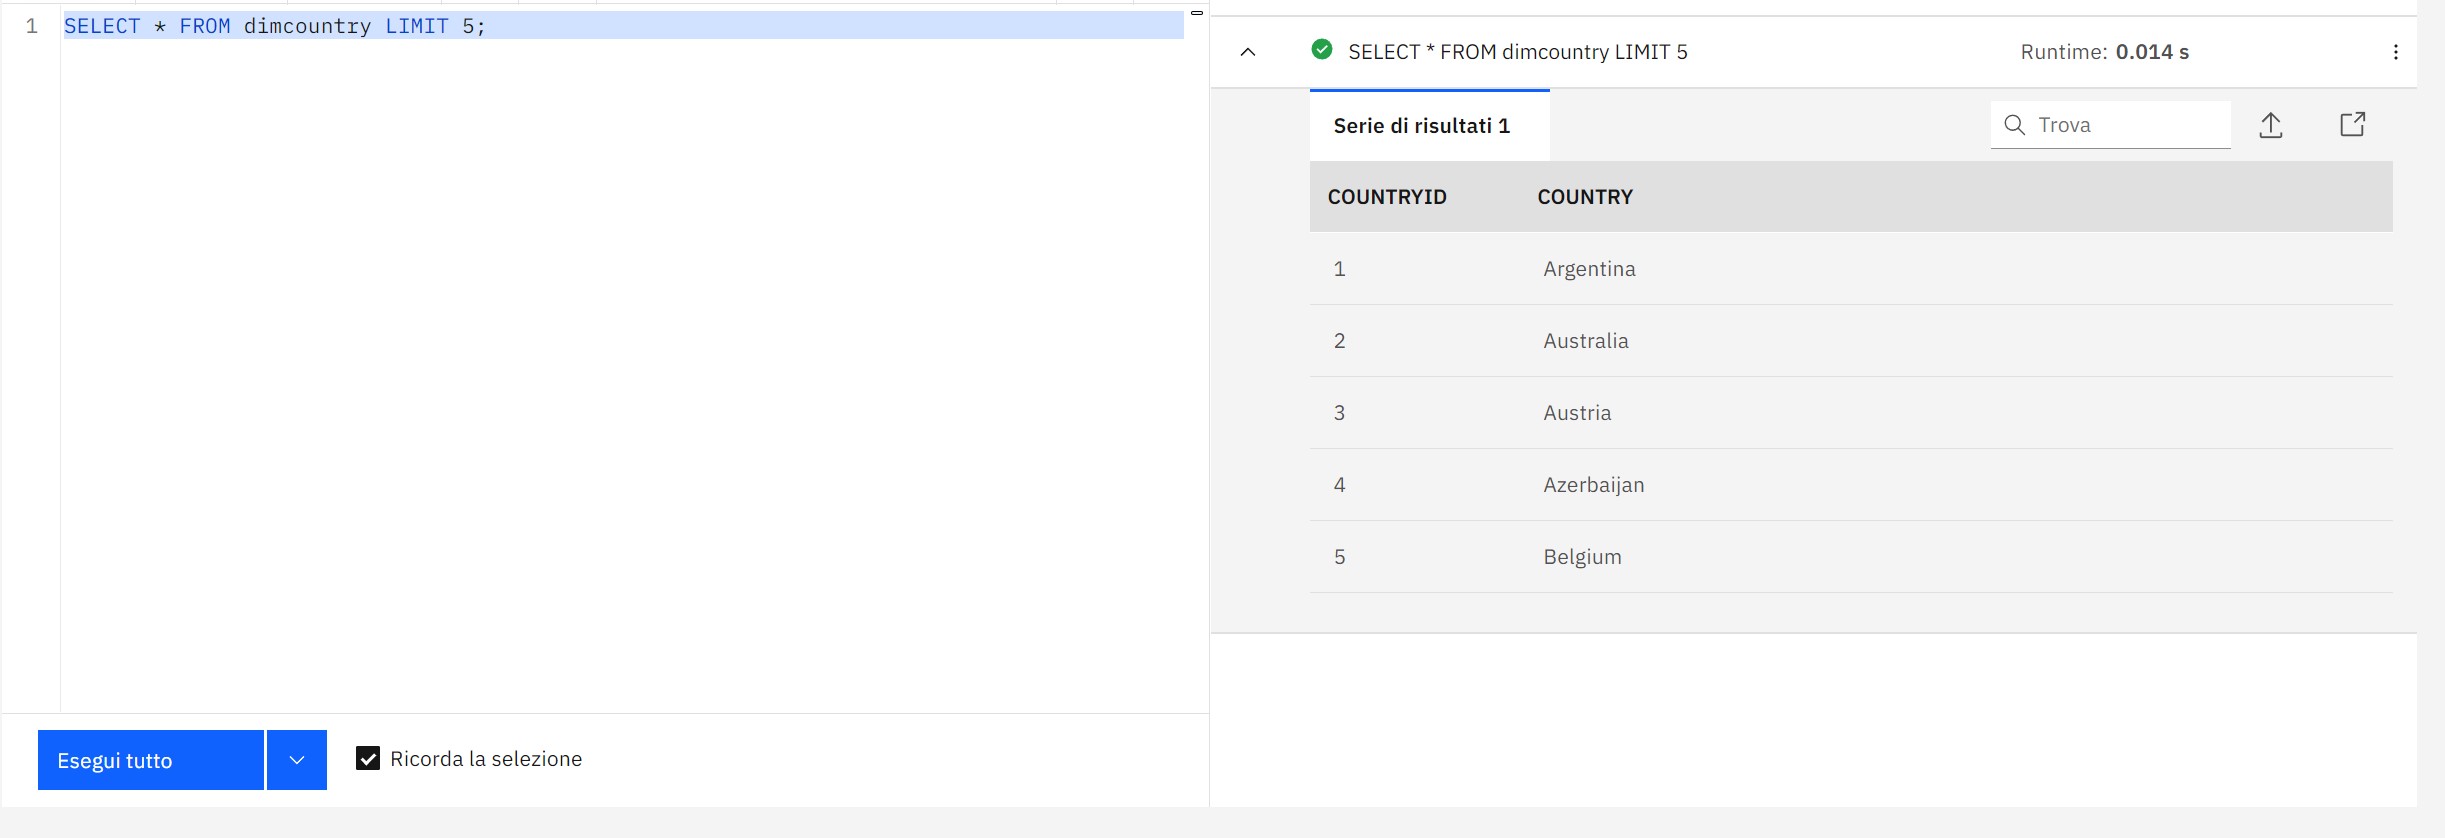 1 SELECT * FROM dimcountry LIMIT 5;
Esegui tutto
Ricorda la selezione
SELECT * FROM dimcountry LIMIT 5 Runtime: 0.014 s
Serie di risultati 1
Trova
COUNTRYID COUNTRY
1 Argentina
2 Australia
3 Austria
4 Azerbaijan
5 Belgium